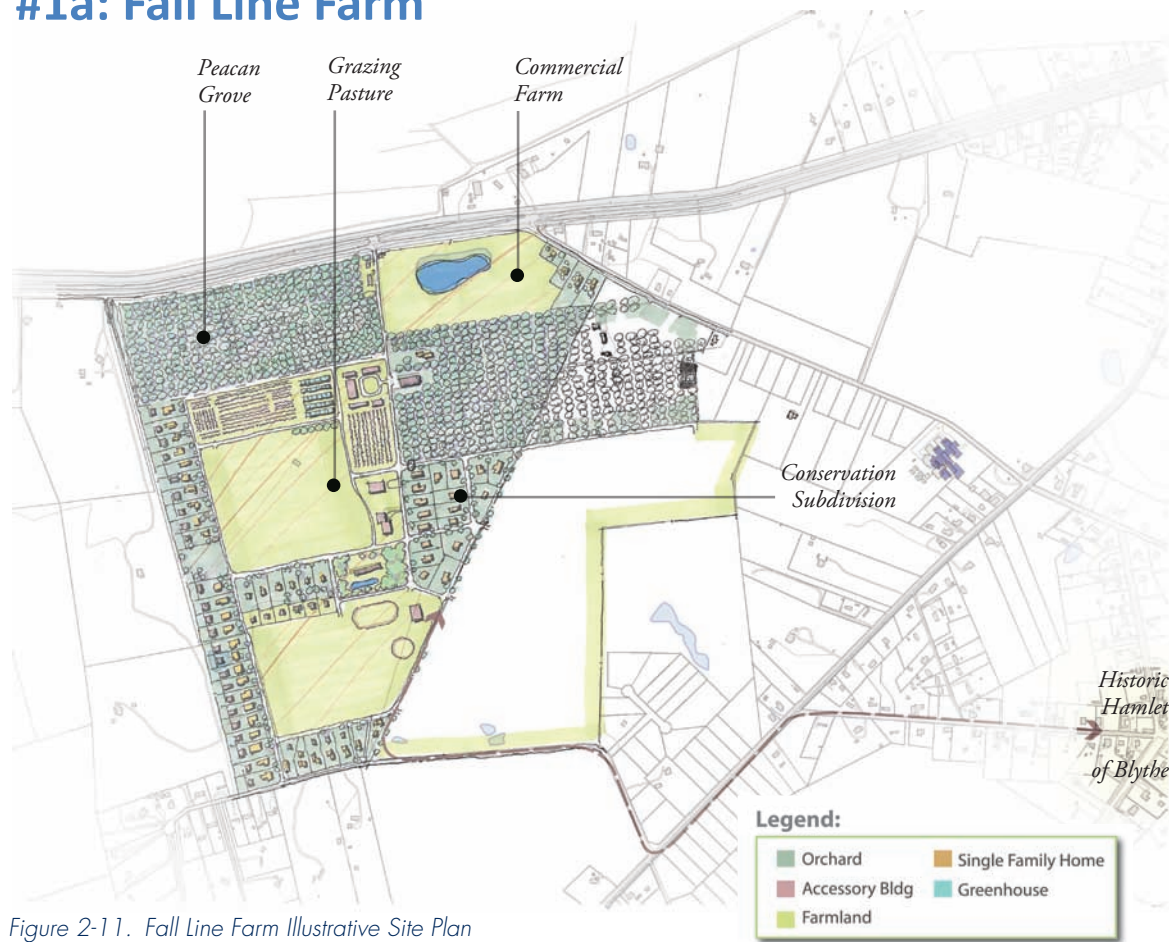 #1a: Fall Line Farm
Peacan
Grove
Grazing
Pasture
Commercial
Farm
Conservation
Subdivision
Historic
Hamlet
of Blythe
Legend:
Orchard
Accessory Bldg
Farmland
Single Family Home
Greenhouse
Figure 2-11. Fall Line Farm Illustrative Site Plan